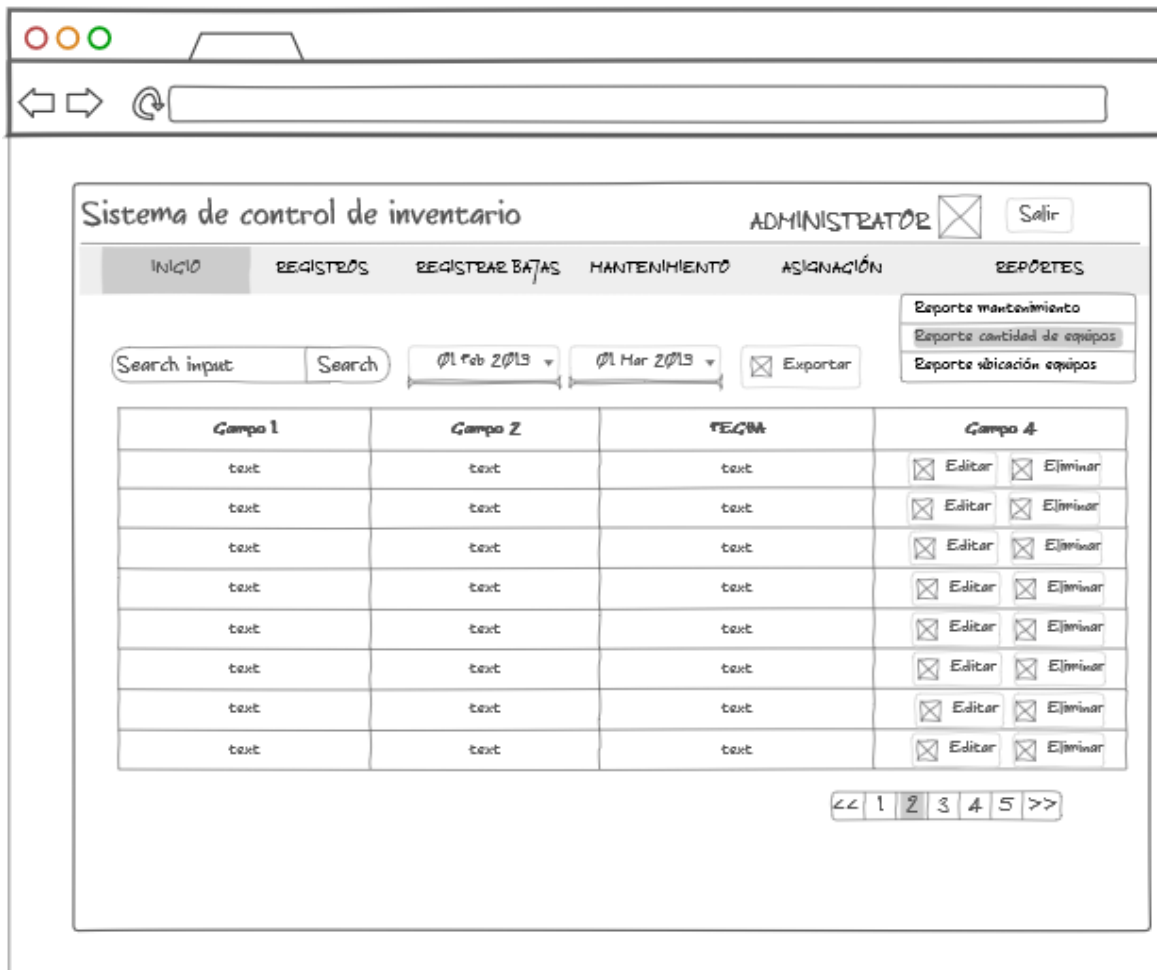 Sistema de control de inventario
ADMINISTRATOR Salir
INICIO REGISTROS REGISTRAR BAJAS MANTENIMIENTO ASIGNACIÓN REPORTES
Reporte mantenimiento
Reporte cantidad de equipos
Reporte ubicación equipos
Search input Search 01 Feb 2013 01 Mar 2013 Exportar
Campo 1 Campo 2 FECHA Campo 4
text text text Editar Eliminar
text text text Editar Eliminar
text text text Editar Eliminar
text text text Editar Eliminar
text text text Editar Eliminar
text text text Editar Eliminar
text text text Editar Eliminar
text text text Editar Eliminar
<< 1 2 3 4 5 >>